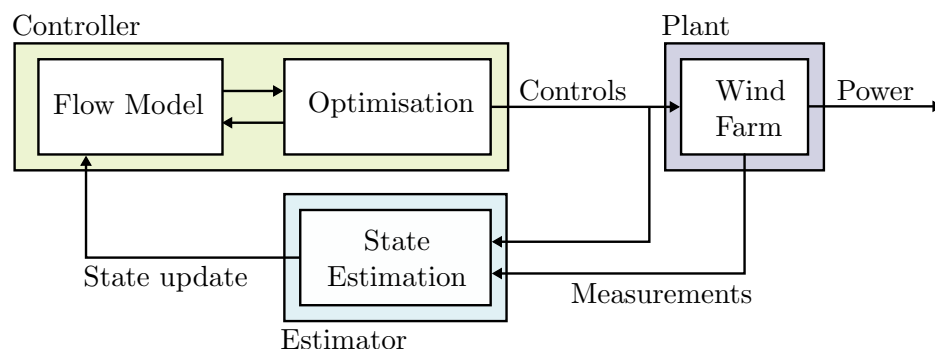 Controller
Plant
Flow Model
Optimisation
Controls
Wind
Farm
Power
State
Estimation
State update
Measurements
Estimator